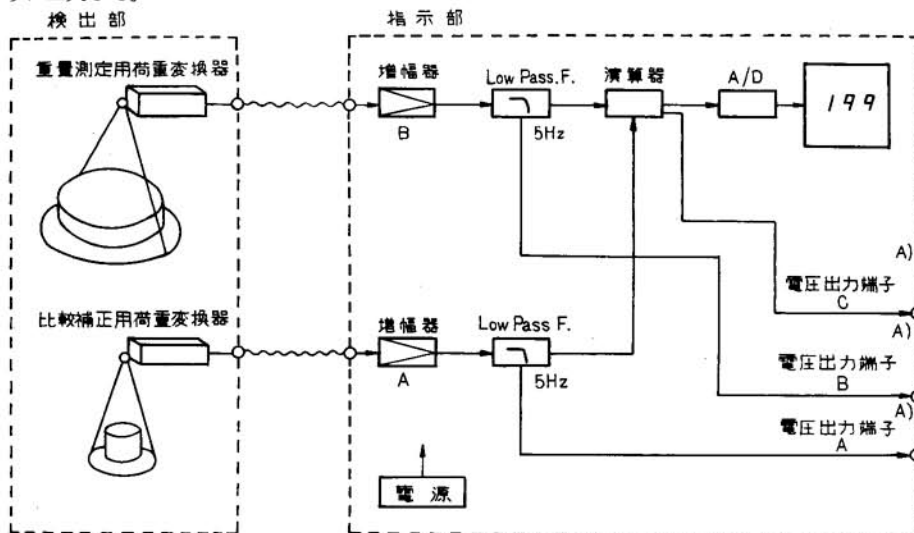 検出部
指示部
重量測定用荷重変換器
増幅器
Low Pass. F.
演算器
A/D
B
5Hz
199
A)
電圧出力端子
C
A)
比較補正用荷重変換器
増幅器
Low Pass F.
A
5Hz
電圧出力端子
B
A)
電圧出力端子
A
電源